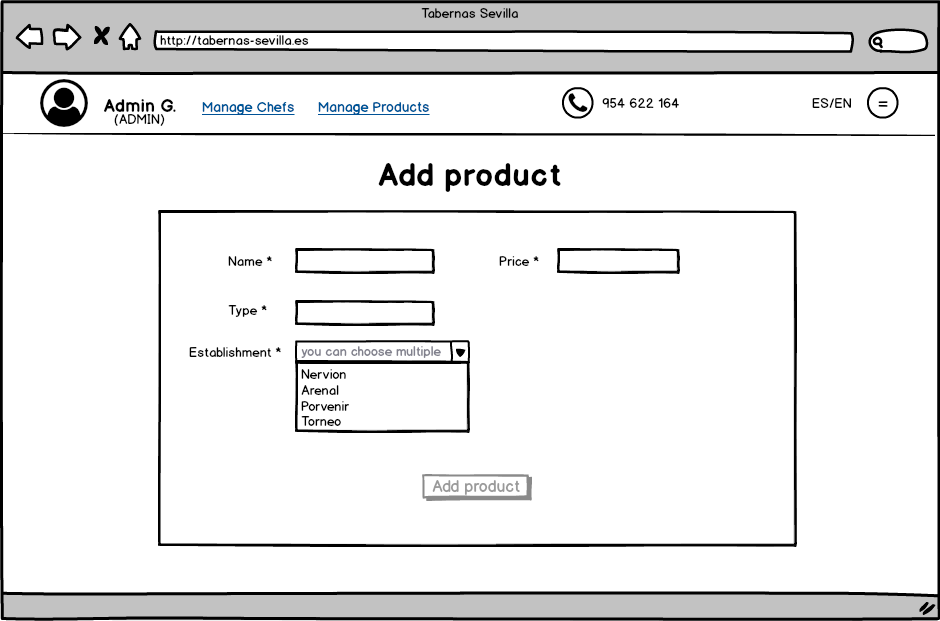 Tabernas Sevilla
http://tabernas-sevilla.es
Admin G.
(ADMIN)
Manage Chefs
Manage Products
954 622 164
ES/EN
Add product
Name *
Price *
Type *
Establishment *
you can choose multiple
Nervion
Arenal
Porvenir
Torneo
Add product